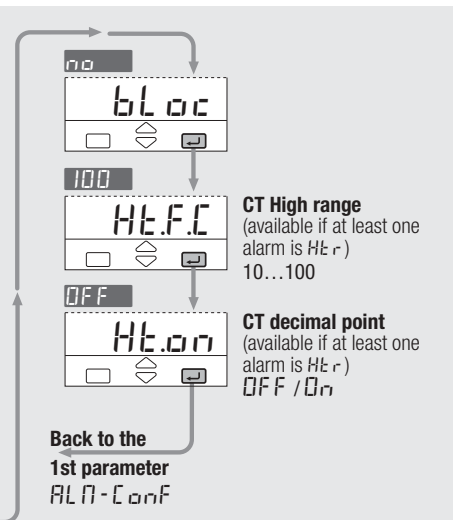 no
bLoc
100
Ht.F.C
CT High range
(available if at least one
alarm is Htr)
10...100
OFF
Ht.on
CT decimal point
(available if at least one
alarm is Htr)
OFF / On
Back to the
1st parameter
ALM-ConF